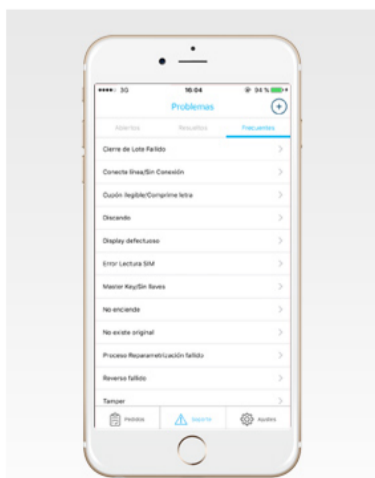 3G 16:04 94 %
Problemas
Abiertos Resueltos Frecuentes
Cierre de Lote Fallido
Conecte línea/Sin Conexión
Cupón ilegible/Comprime letra
Discando
Display defectuoso
Error Lectura SIM
Master Key/Sin llaves
No enciende
No existe original
Proceso Reparametrización fallido
Reverso fallido
Tamper
Pedidos Soporte Ajustes